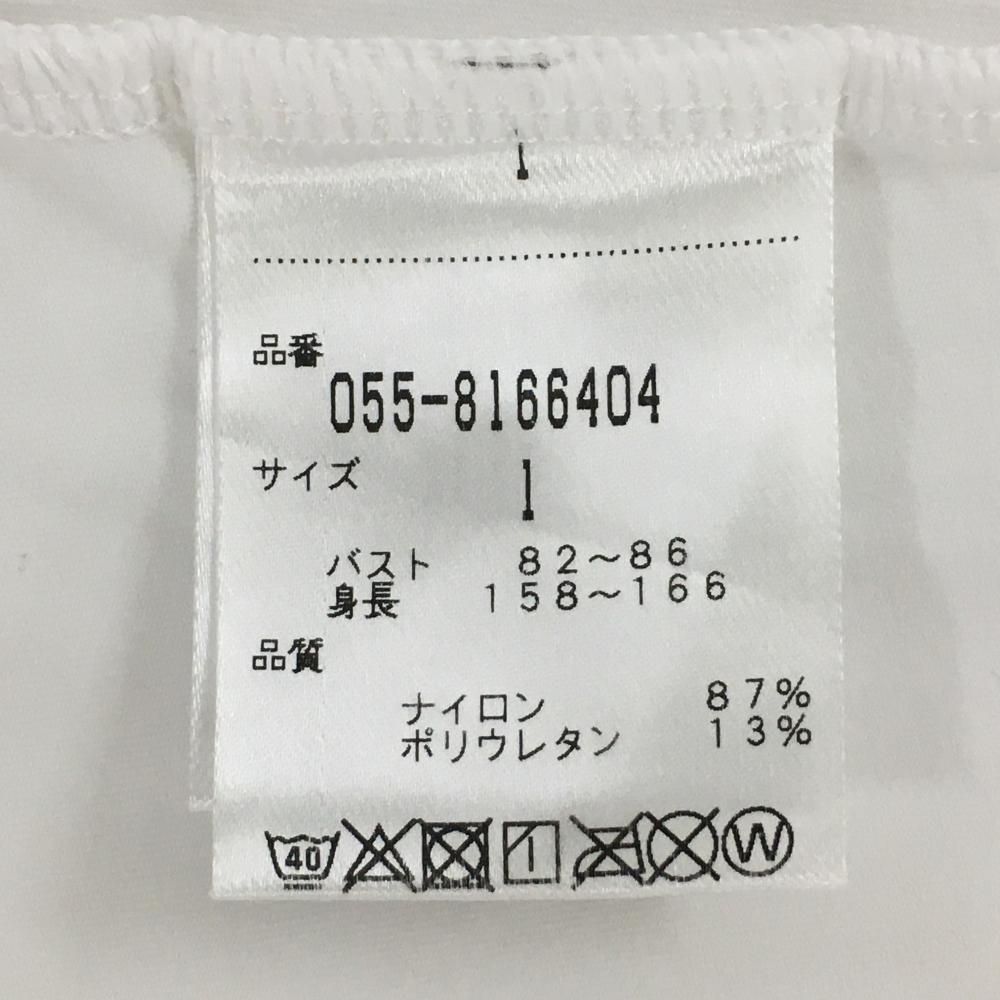 1
品番
055-8166404
サイズ
1
バスト 82〜86
身長 158〜166
品質
ナイロン 87%
ポリウレタン 13%
40 W